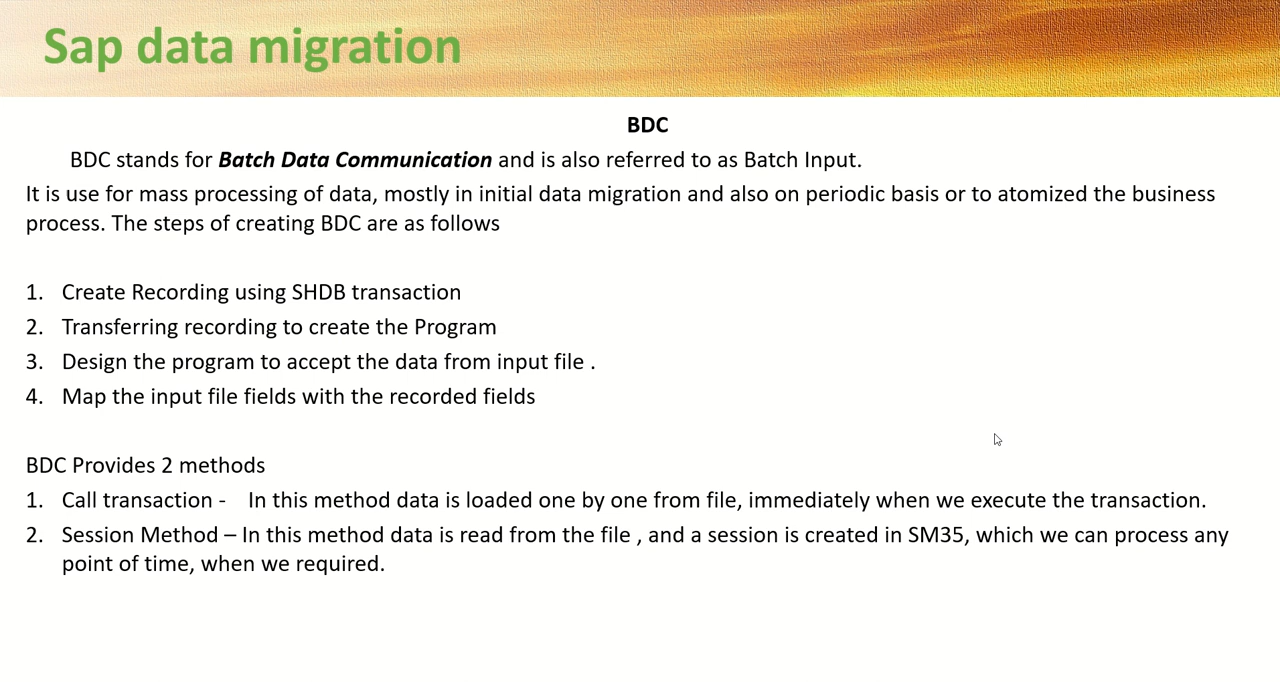 Sap data migration
BDC
BDC stands for Batch Data Communication and is also referred to as Batch Input.
It is use for mass processing of data, mostly in initial data migration and also on periodic basis or to atomized the business
process. The steps of creating BDC are as follows
1. Create Recording using SHDB transaction
2. Transferring recording to create the Program
3. Design the program to accept the data from input file .
4. Map the input file fields with the recorded fields
BDC Provides 2 methods
1. Call transaction - In this method data is loaded one by one from file, immediately when we execute the transaction.
2. Session Method – In this method data is read from the file , and a session is created in SM35, which we can process any
point of time, when we required.